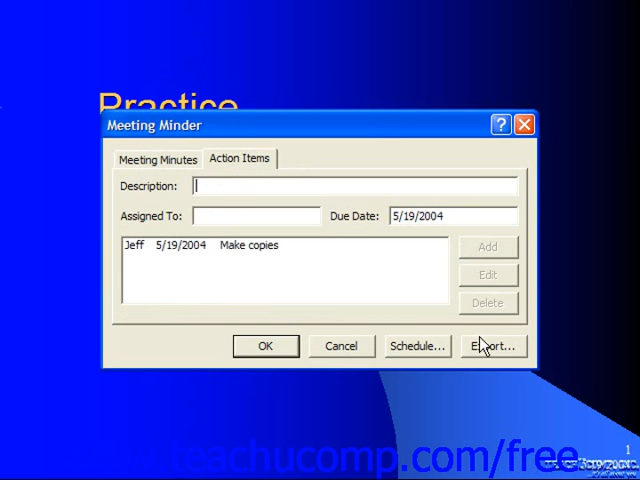 Practice
Meeting Minder
Meeting Minutes
Action Items
Description:
Assigned To:
Due Date: 5/19/2004
Jeff 5/19/2004 Make copies
Add
Edit
Delete
OK
Cancel
Schedule...
Export...
1
www.teachucomp.com/free